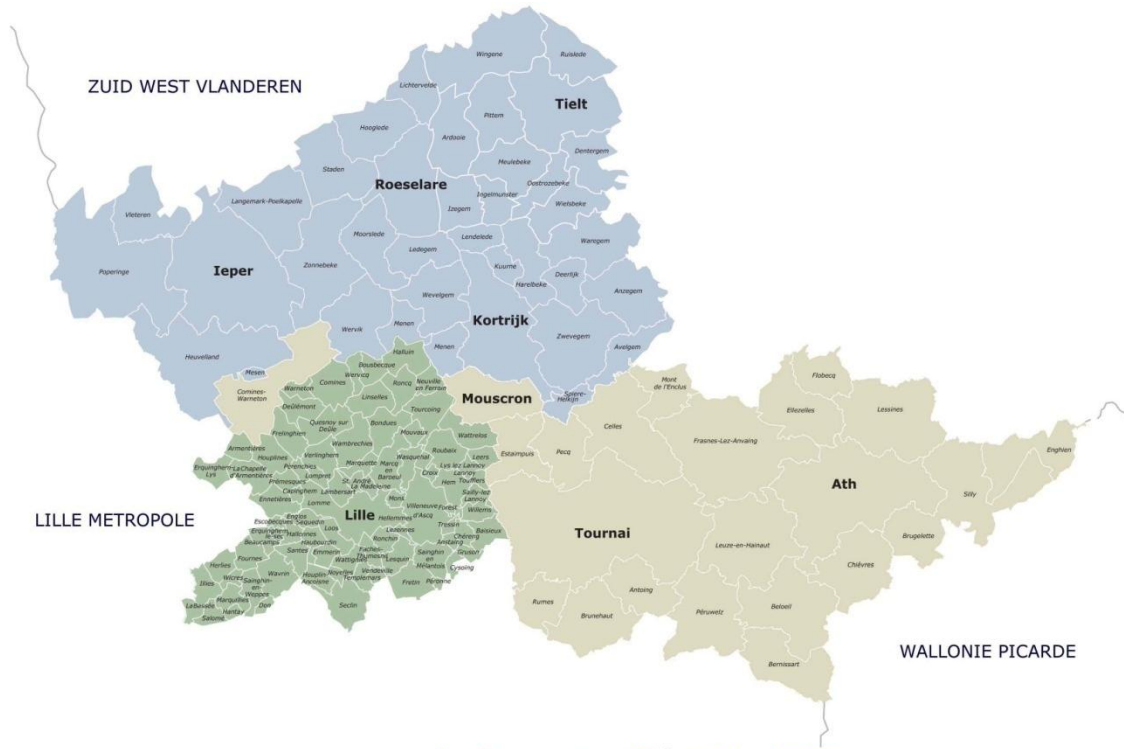 ZUID WEST VLANDEREN
Wingene
Ruislede
Lichtervelde
Tielt
Pittem
Hooglede
Ardooie
Dentergem
Meulebeke
Staden
Roeselare
Oostrozebeke
Ingelmunster
Langemark-Poelkapelle
Wielsbeke
Izegem
Vleteren
Moorslede
Lendelede
Waregem
Ledegem
Ieper
Zonnebeke
Kuurne
Poperinge
Deerlijk
Harelbeke
Anzegem
Wevelgem
Kortrijk
Menen
Wervik
Zwevegem
Menen
Avelgem
Heuvelland
Mesen
Halluin
Bousbecque
Wervicq
Comines
Roncq
Neuville
en Ferrain
Mont
de l'Enclus
Flobecq
Comines-
Warneton
Warneton
Linselles
Mouscron
Spiere-
Helkijn
Deûlémont
Tourcoing
Ellezelles
Lessines
Quesnoy sur
Deûle
Bondues
Celles
Frelinghien
Mouvaux
Wattrelos
Frasnes-Lez-Anvaing
Wambrechies
Armentières
Houplines
Verlinghem
Roubaix
Estaimpuis
Pecq
Enghien
Leers
Wasquehal
Marquette
Marcq
en
Baroeul
Lys lez Lannoy
Lannoy
Pérenchies
Erquinghem
Lys
La Chapelle
d'Armentières
Lompret
Croix
Toufflers
Prémesques
St. André
La Madeleine
Hem
Ath
Silly
Capinghem
Lambersart
Sailly-lez
Lannoy
Ennetières
Lomme
Mons
Villeneuve
d'Ascq
Forest
Willems
LILLE METROPOLE
Lille
Englos
Sequedin
Hellemmes
Escobecques
Tressin
Loos
Lezennes
Baisieux
Erquinghem
le-sec
Hallennes
Chéreng
Tournai
Brugelette
Beaucamps
Haubourdin
Ronchin
Anstaing
Leuze-en-Hainaut
Santes
Emmerin
Faches-
Thumesnil
Sainghin
en
Mélantois
Gruson
Fournes
Wattignies
Lesquin
Chièvres
Herlies
Cysoing
Wavrin
Houplin
Ancoisne
Noyelles
Vendeville
Templemars
Wicres
Illies
Sainghin-
en-
Weppes
Fretin
Péronne
Antoing
Marquillies
Rumes
La Bassée
Don
Seclin
Hantay
Péruwelz
Beloeil
Salomé
Brunehaut
WALLONIE PICARDE
Bernissart